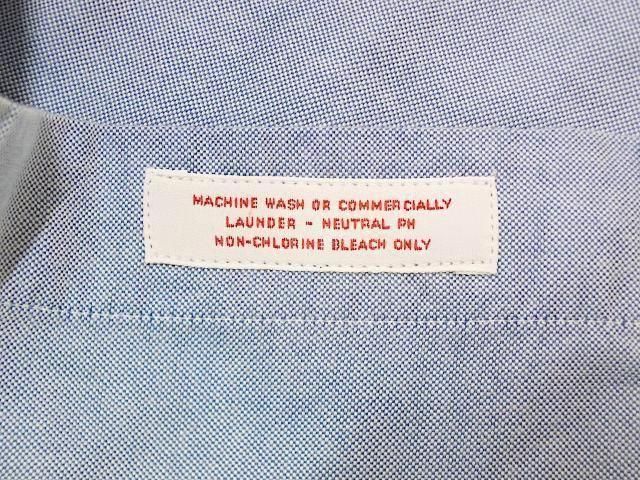 MACHINE WASH OR COMMERCIALLY
LAUNDER - NEUTRAL PH
NON-CHLORINE BLEACH ONLY